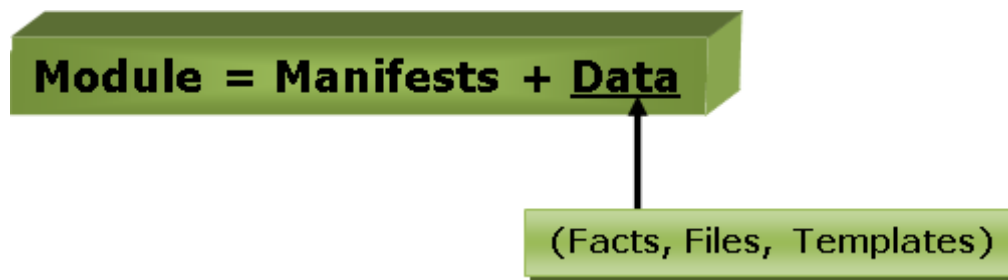 Module = Manifests + Data
(Facts, Files, Templates)